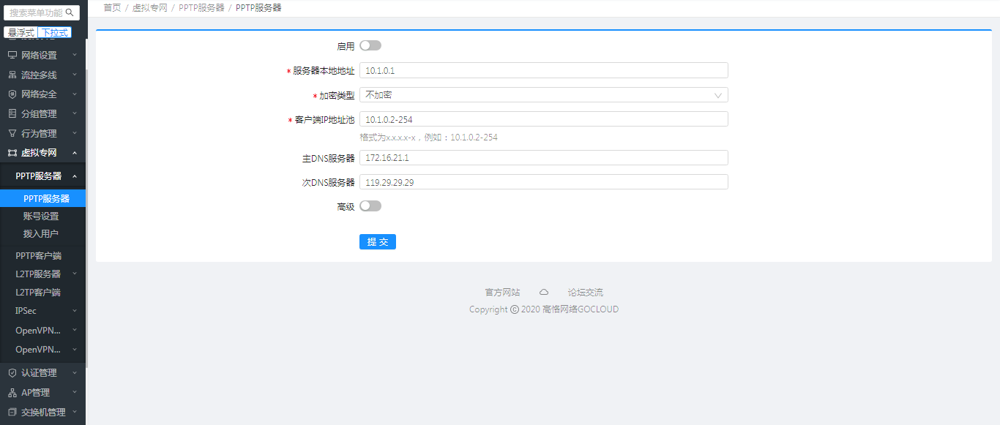 搜索菜单功能
悬浮式 下拉式
网络设置
流控多线
网络安全
分组管理
行为管理
虚拟专网
PPTP服务器
PPTP服务器
账号设置
拨入用户
PPTP客户端
L2TP服务器
L2TP客户端
IPSec
OpenVPN...
OpenVPN...
认证管理
AP管理
交换机管理
首页 / 虚拟专网 / PPTP服务器 / PPTP服务器
启用
* 服务器本地地址 10.1.0.1
* 加密类型 不加密
* 客户端IP地址池 10.1.0.2-254
格式为x.x.x.x-x，例如：10.1.0.2-254
主DNS服务器 172.16.21.1
次DNS服务器 119.29.29.29
高级
提 交
官方网站 论坛交流
Copyright © 2020 高恪网络GOCLOUD